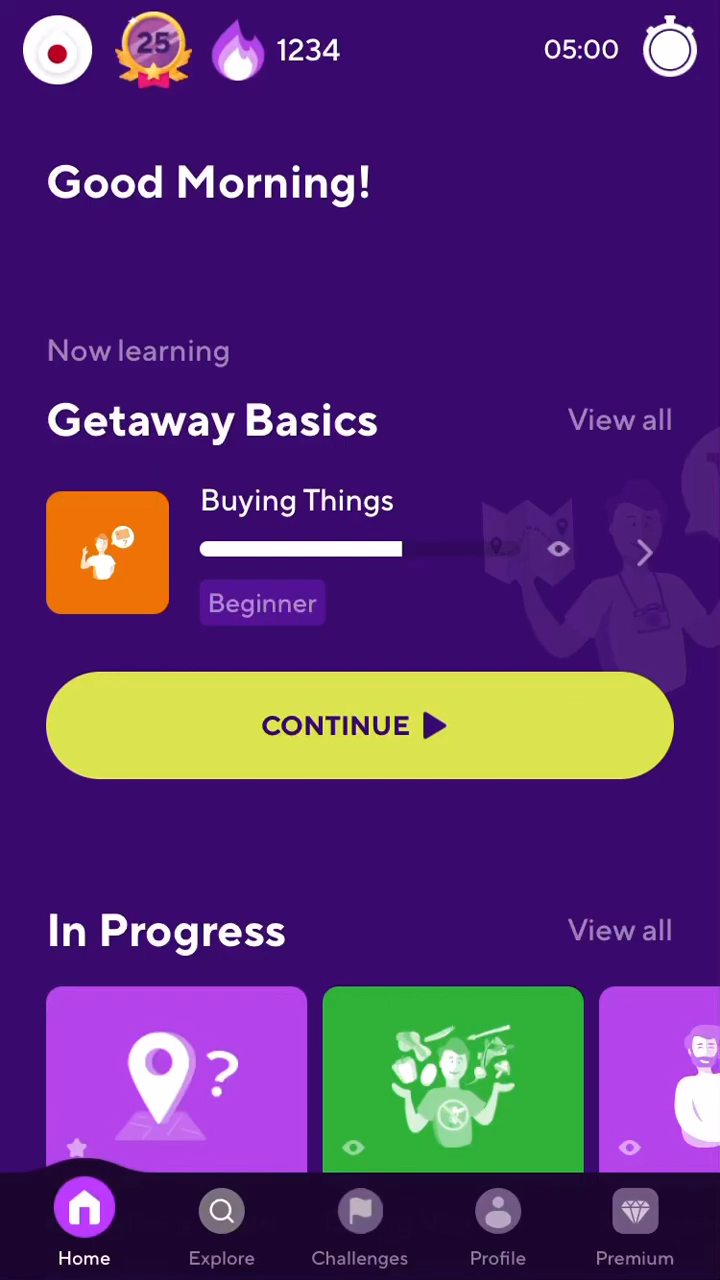 25
1234
05:00
Good Morning!
Now learning
Getaway Basics
View all
Buying Things
Beginner
CONTINUE
In Progress
View all
?
Home
Explore
Challenges
Profile
Premium